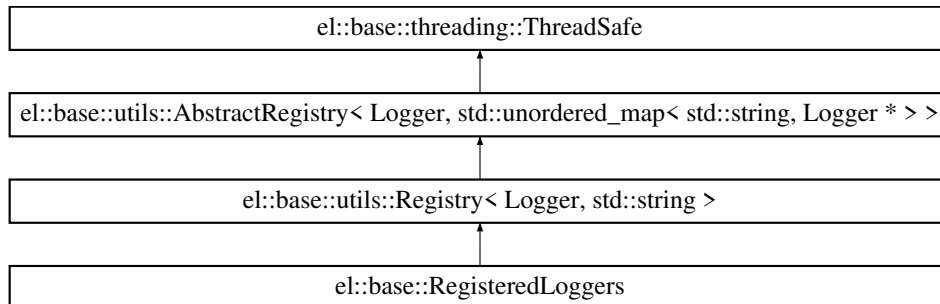 el::base::threading::ThreadSafe
el::base::utils::AbstractRegistry< Logger, std::unordered_map< std::string, Logger * > >
el::base::utils::Registry< Logger, std::string >
el::base::RegisteredLoggers